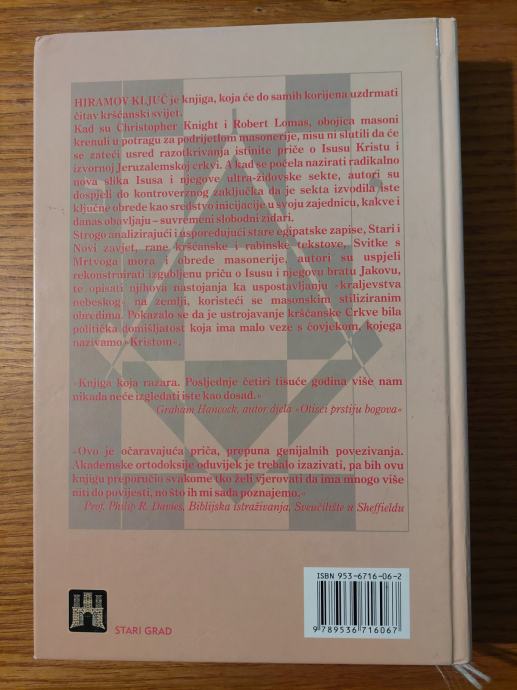 HIRAMOV KLJUČ je knjiga, koja će do samih korijena uzdrmati
čitav kršćanski svijet.
Kad su Christopher Knight i Robert Lomas, obojica masoni
krenuli u potragu za podrijetlom masonerije, nisu ni slutili da će
se zateći usred razotkrivanja istinite priče o Isusu Kristu i
izvornoj Jeruzalemskoj crkvi. A kad se počela nazirati radikalno
nova slika Isusa i njegove ultra-židovske sekte, autori su
dospjeli do kontroverznog zaključka da je sekta izvodila iste
ključne obrede kao sredstvo inicijacije u svoju zajednicu, kakve i
danas obavljaju – suvremeni slobodni zidari.
Strogo analizirajući i uspoređujući stare egipatske zapise, Stari i
Novi zavjet, rane kršćanske i rabinske tekstove, Svitke s
Mrtvoga mora i obrede masonerije, autori su uspjeli
rekonstruirati izgubljenu priču o Isusu i njegovu bratu Jakovu,
te opisati njihova nastojanja ka uspostavljanju »kraljevstva
nebeskog« na zemlji, koristeći se masonskim stiliziranim
obredima. Pokazalo se da je ustrojavanje kršćanske Crkve bila
politička domišljatost koja ima malo veze s čovjekom, kojega
nazivamo »Kristom«.
»Knjiga koja razara. Posljednje četiri tisuće godina više nam
nikada neće izgledati iste kao dosad.«
Graham Hancock, autor djela »Otisci prstiju bogova«
»Ovo je očaravajuća priča, prepuna genijalnih povezivanja.
Akademske ortodoksije oduvijek je trebalo izazivati, pa bih ovu
knjigu preporučio svakome tko želi vjerovati da ima mnogo više
niti do povijesti, no što ih mi sada poznajemo.«
Prof. Philip R. Davies, Biblijska istraživanja, Sveučilište u Sheffieldu
ISBN 953-6716-06-2
9 789536 716067
STARI GRAD